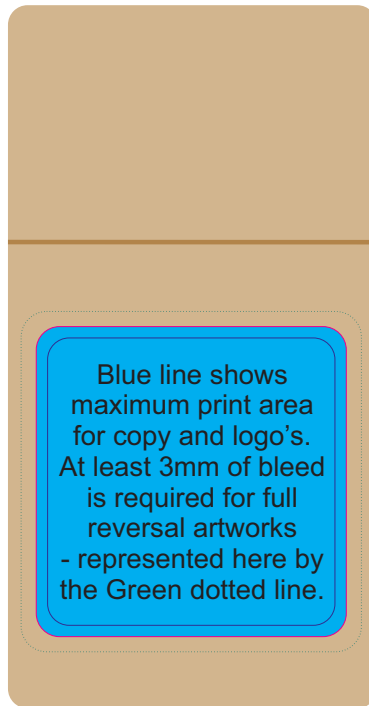 Blue line shows
maximum print area
for copy and logo’s.
At least 3mm of bleed
is required for full
reversal artworks
- represented here by
the Green dotted line.